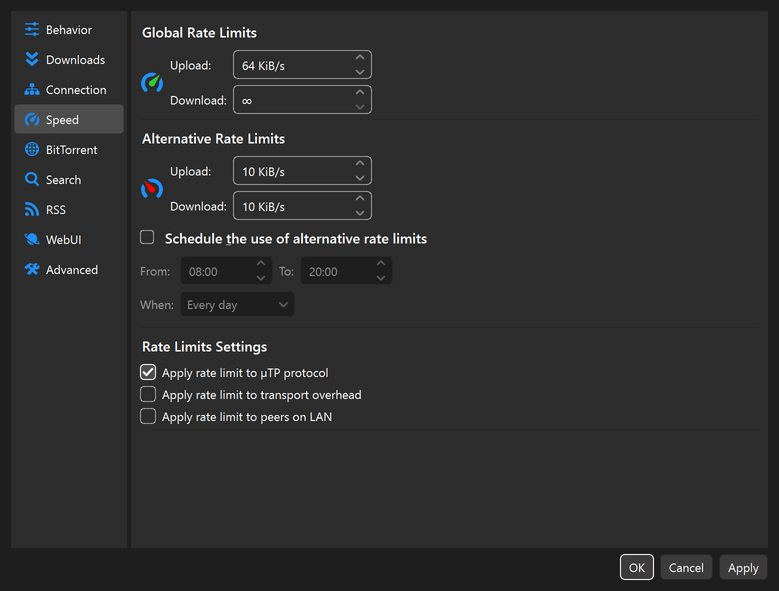 Behavior
Downloads
Connection
Speed
BitTorrent
Search
RSS
WebUI
Advanced
Global Rate Limits
Upload: 64 KiB/s
Download: ∞
Alternative Rate Limits
Upload: 10 KiB/s
Download: 10 KiB/s
Schedule the use of alternative rate limits
From: 08:00 To: 20:00
When: Every day
Rate Limits Settings
Apply rate limit to µTP protocol
Apply rate limit to transport overhead
Apply rate limit to peers on LAN
OK Cancel Apply